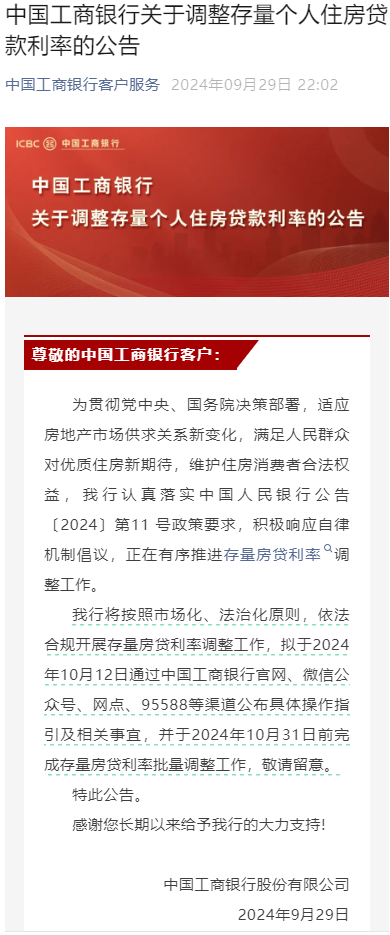 中国工商银行关于调整存量个人住房贷
款利率的公告
中国工商银行客户服务 2024年09月29日 22:02
ICBC 中国工商银行
中国工商银行
关于调整存量个人住房贷款利率的公告
尊敬的中国工商银行客户：
为贯彻党中央、国务院决策部署，适应
房地产市场供求关系新变化，满足人民群众
对优质住房新期待，维护住房消费者合法权
益，我行认真落实中国人民银行公告
〔2024〕第11 号政策要求，积极响应自律
机制倡议，正在有序推进存量房贷利率调
整工作。
我行将按照市场化、法治化原则，依法
合规开展存量房贷利率调整工作，拟于2024
年10月12日通过中国工商银行官网、微信公
众号、网点、95588等渠道公布具体操作指
引及相关事宜，并于2024年10月31日前完
成存量房贷利率批量调整工作，敬请留意。
特此公告。
感谢您长期以来给予我行的大力支持!
中国工商银行股份有限公司
2024年9月29日